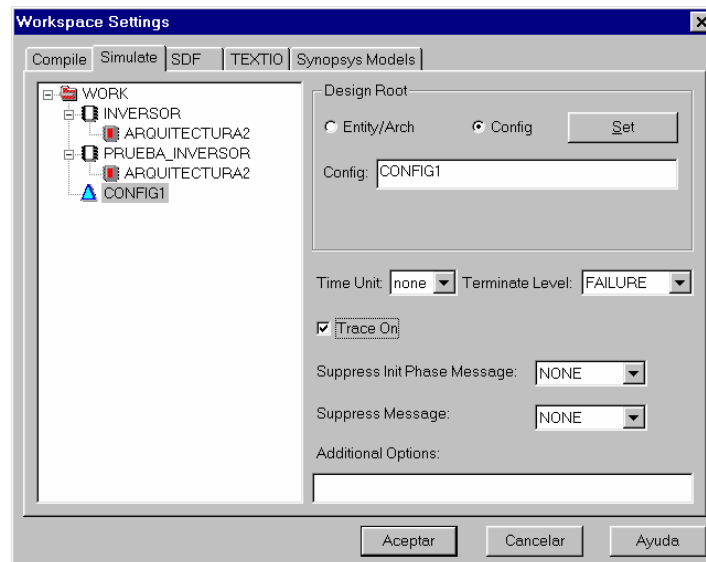 Workspace Settings
Compile Simulate SDF TEXTIO Synopsys Models
WORK
INVERSOR
ARQUITECTURA2
PRUEBA_INVERSOR
ARQUITECTURA2
CONFIG1
Design Root
Entity/Arch Config Set
Config: CONFIG1
Time Unit: none Terminate Level: FAILURE
Trace On
Suppress Init Phase Message: NONE
Suppress Message: NONE
Additional Options:
Aceptar Cancelar Ayuda